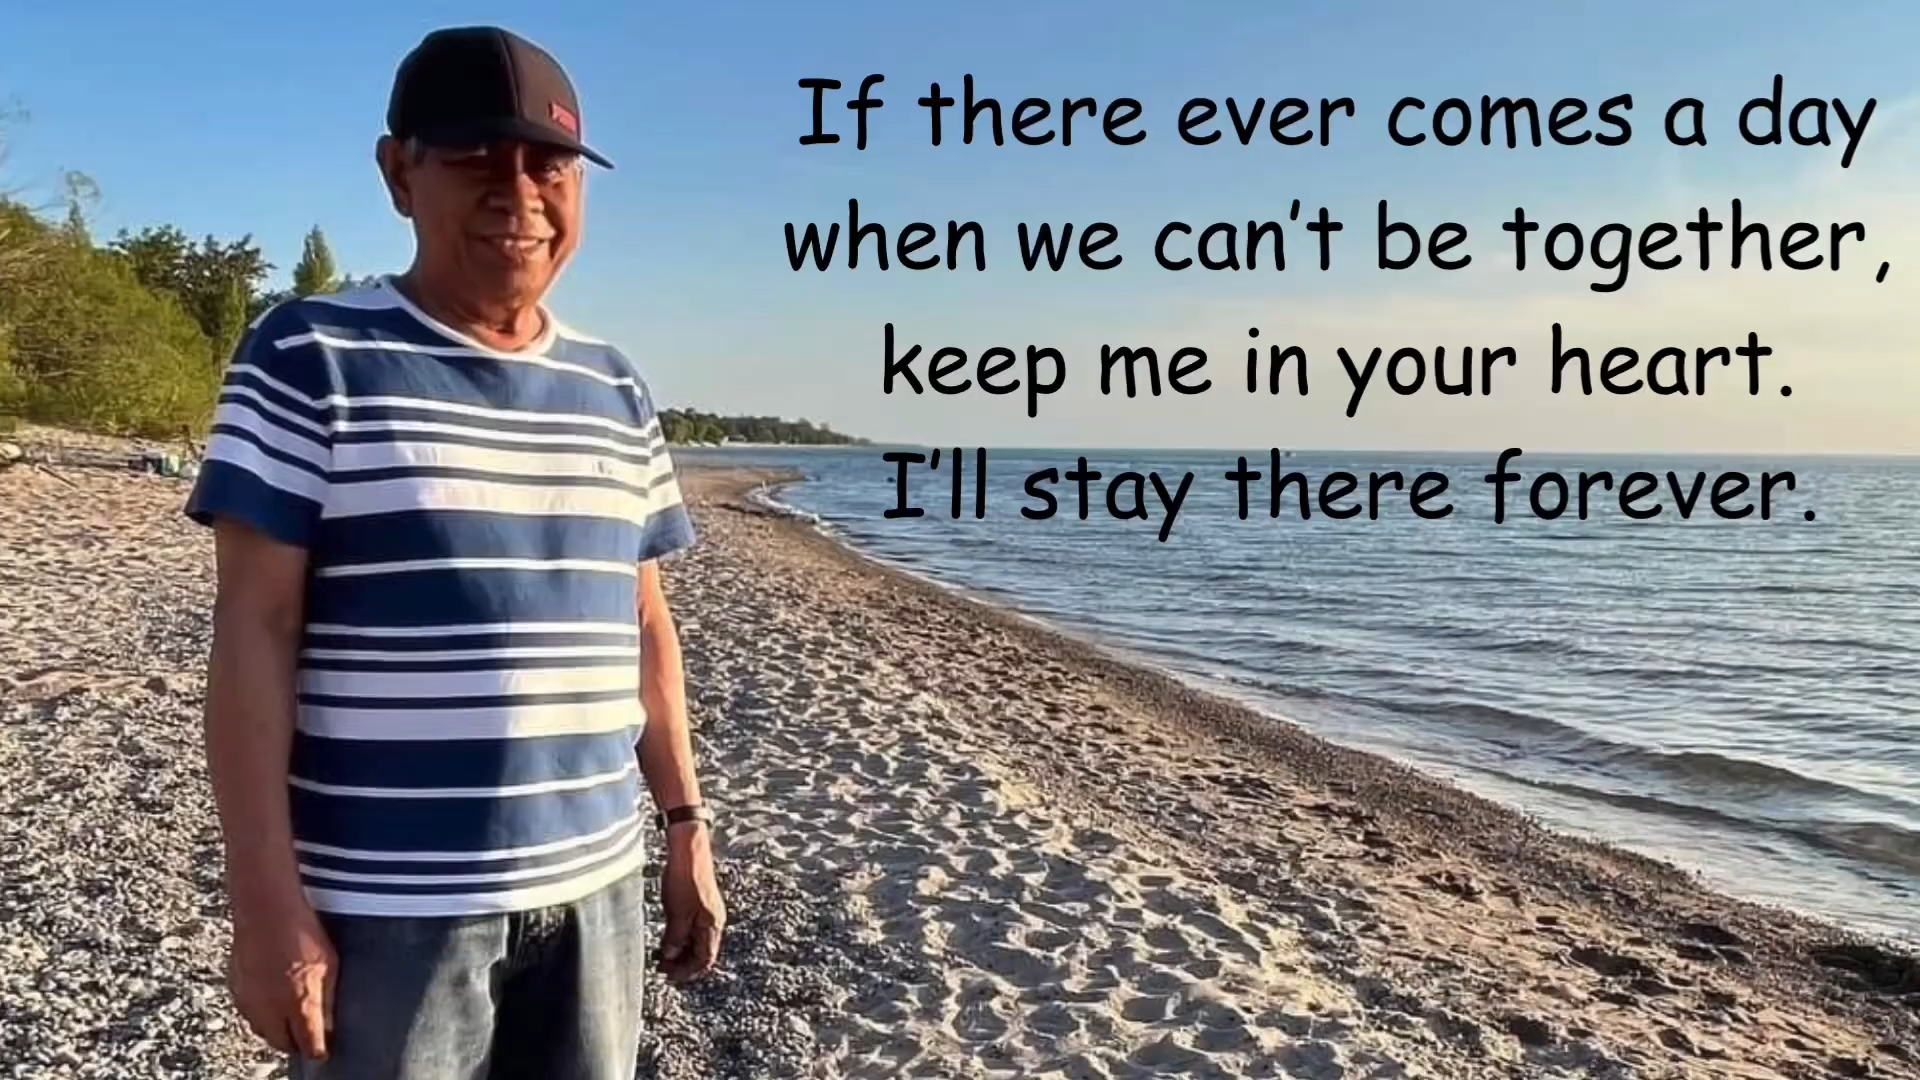 If there ever comes a day
when we can't be together,
keep me in your heart.
I'll stay there forever.